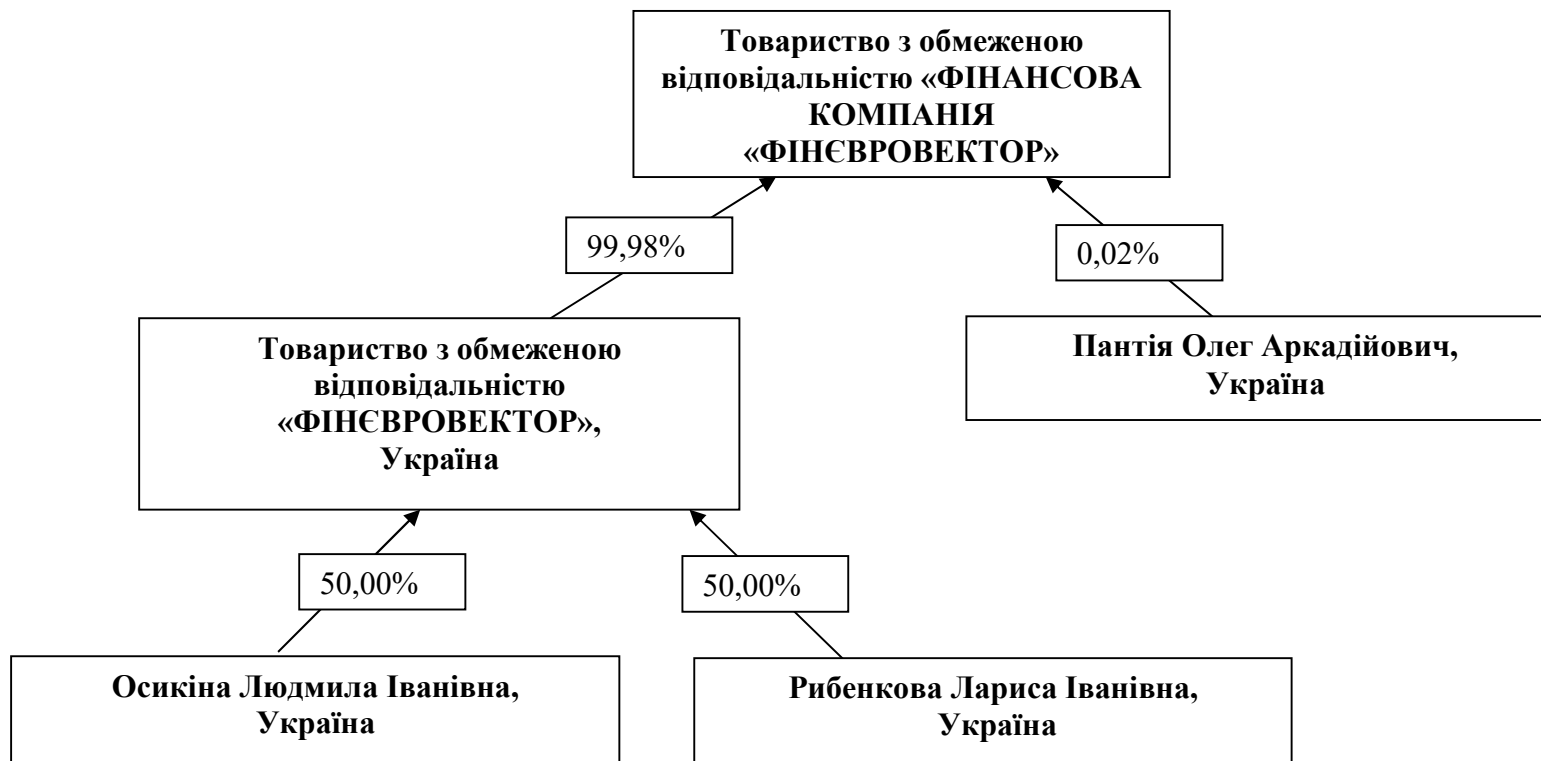 Товариство з обмеженою
відповідальністю «ФІНАНСОВА
КОМПАНІЯ
«ФІНЄВРОВЕКТОР»
99,98%
0,02%
Товариство з обмеженою
відповідальністю
«ФІНЄВРОВЕКТОР»,
Україна
Пантія Олег Аркадійович,
Україна
50,00%
50,00%
Осикіна Людмила Іванівна,
Україна
Рибенкова Лариса Іванівна,
Україна